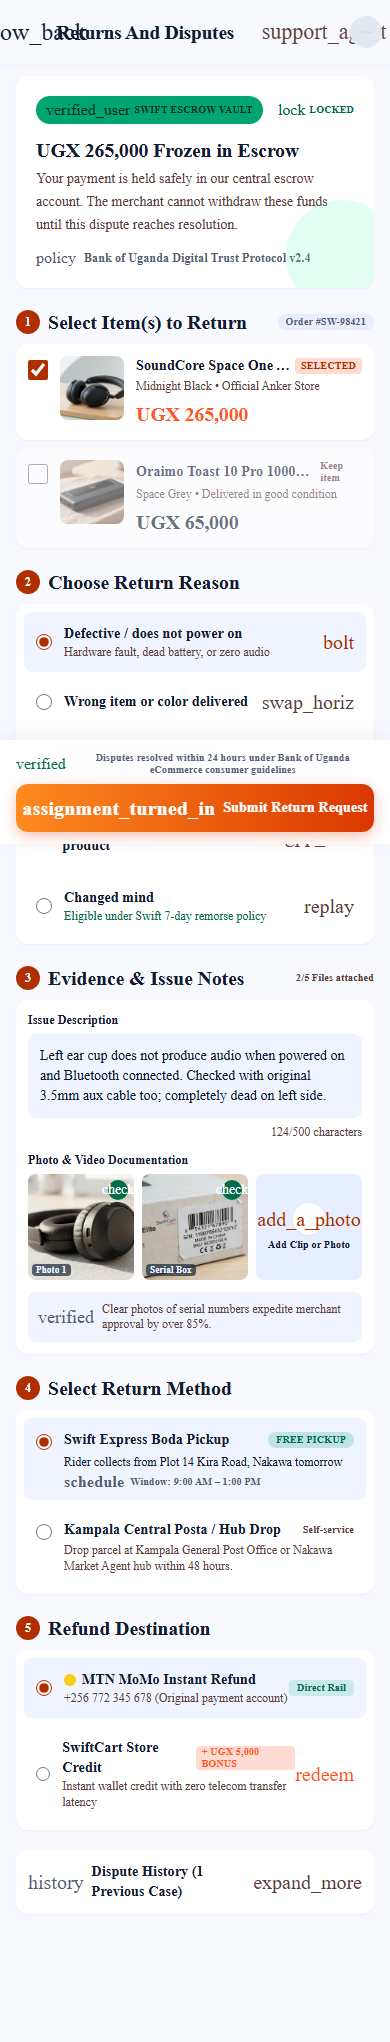 Returns And Disputes
verified_user SWIFT ESCROW VAULT
lock LOCKED
UGX 265,000 Frozen in Escrow
Your payment is held safely in our central escrow
account. The merchant cannot withdraw these funds
until this dispute reaches resolution.
policy Bank of Uganda Digital Trust Protocol v2.4
1 Select Item(s) to Return
Order #SW-98421
SoundCore Space One ...
SELECTED
Midnight Black • Official Anker Store
UGX 265,000
Oraimo Toast 10 Pro 1000...
Keep
item
Space Grey • Delivered in good condition
UGX 65,000
2 Choose Return Reason
Defective / does not power on
Hardware fault, dead battery, or zero audio
bolt
Wrong item or color delivered
swap_horiz
verified
Disputes resolved within 24 hours under Bank of Uganda
eCommerce consumer guidelines
assignment_turned_in Submit Return Request
product
Changed mind
Eligible under Swift 7-day remorse policy
replay
3 Evidence & Issue Notes
2/5 Files attached
Issue Description
Left ear cup does not produce audio when powered on
and Bluetooth connected. Checked with original
3.5mm aux cable too; completely dead on left side.
124/500 characters
Photo & Video Documentation
check
Photo 1
check
Serial Box
add_a_photo
Add Clip or Photo
verified
Clear photos of serial numbers expedite merchant
approval by over 85%.
4 Select Return Method
Swift Express Boda Pickup
FREE PICKUP
Rider collects from Plot 14 Kira Road, Nakawa tomorrow
schedule Window: 9:00 AM – 1:00 PM
Kampala Central Posta / Hub Drop
Self-service
Drop parcel at Kampala General Post Office or Nakawa
Market Agent hub within 48 hours.
5 Refund Destination
MTN MoMo Instant Refund
+256 772 345 678 (Original payment account)
Direct Rail
SwiftCart Store
Credit
+ UGX 5,000
BONUS
Instant wallet credit with zero telecom transfer
latency
redeem
history
Dispute History (1
Previous Case)
expand_more